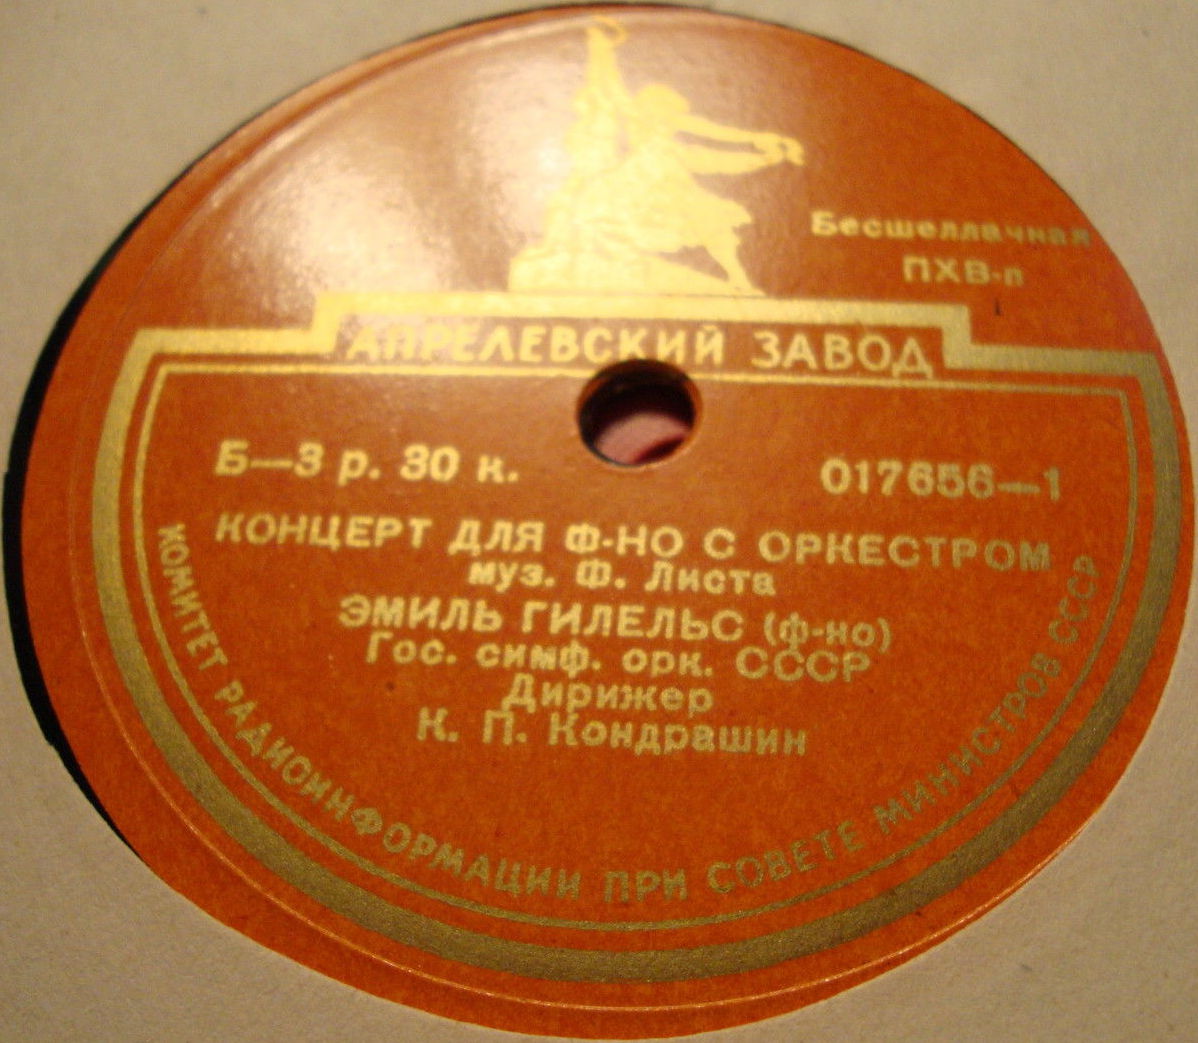 Бесшеллачная
ПХВ-п
АПРЕЛЕВСКИЙ ЗАВОД
Б—3 р. 30 к.
017656—1
КОНЦЕРТ ДЛЯ Ф-НО С ОРКЕСТРОМ
муз. Ф. Листа
ЭМИЛЬ ГИЛЕЛЬС (ф-но)
Гос. симф. орк. СССР
Дирижер
К. П. Кондрашин
КОМИТЕТ РАДИОИНФОРМАЦИИ ПРИ СОВЕТЕ МИНИСТРОВ СССР